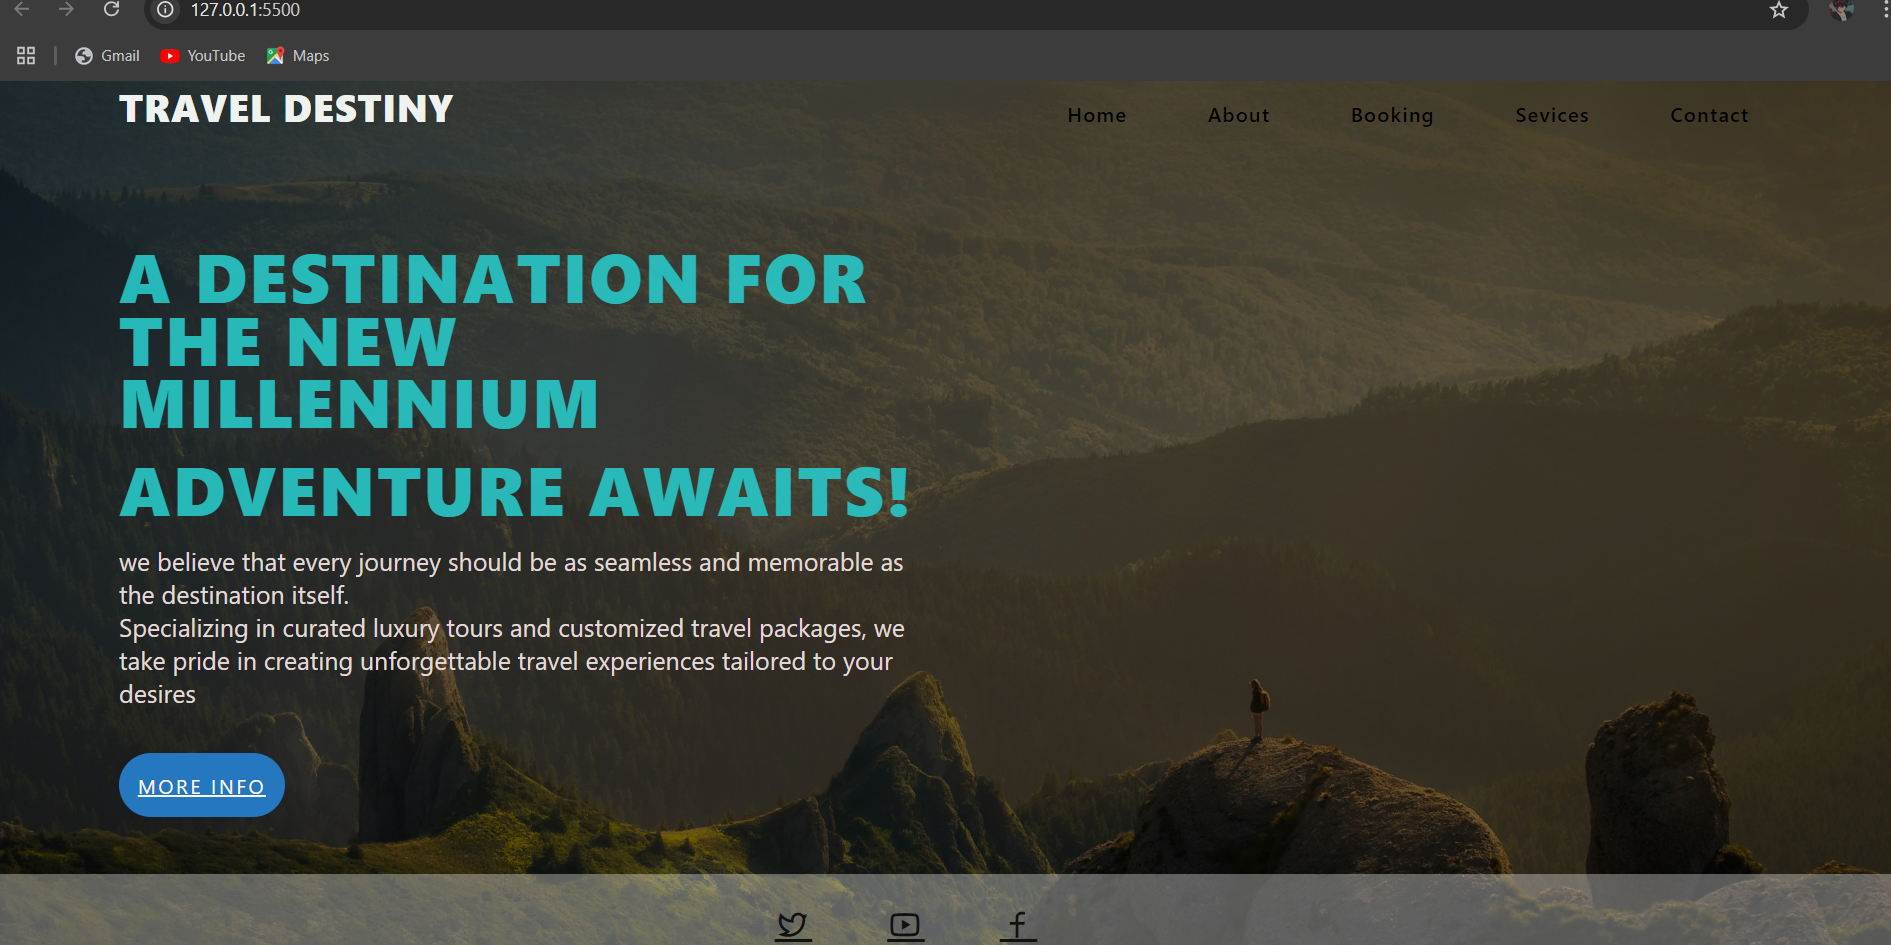 127.0.0.1:5500
Gmail YouTube Maps
TRAVEL DESTINY
Home About Booking Sevices Contact
A DESTINATION FOR
THE NEW
MILLENNIUM
ADVENTURE AWAITS!
we believe that every journey should be as seamless and memorable as
the destination itself.
Specializing in curated luxury tours and customized travel packages, we
take pride in creating unforgettable travel experiences tailored to your
desires
MORE INFO